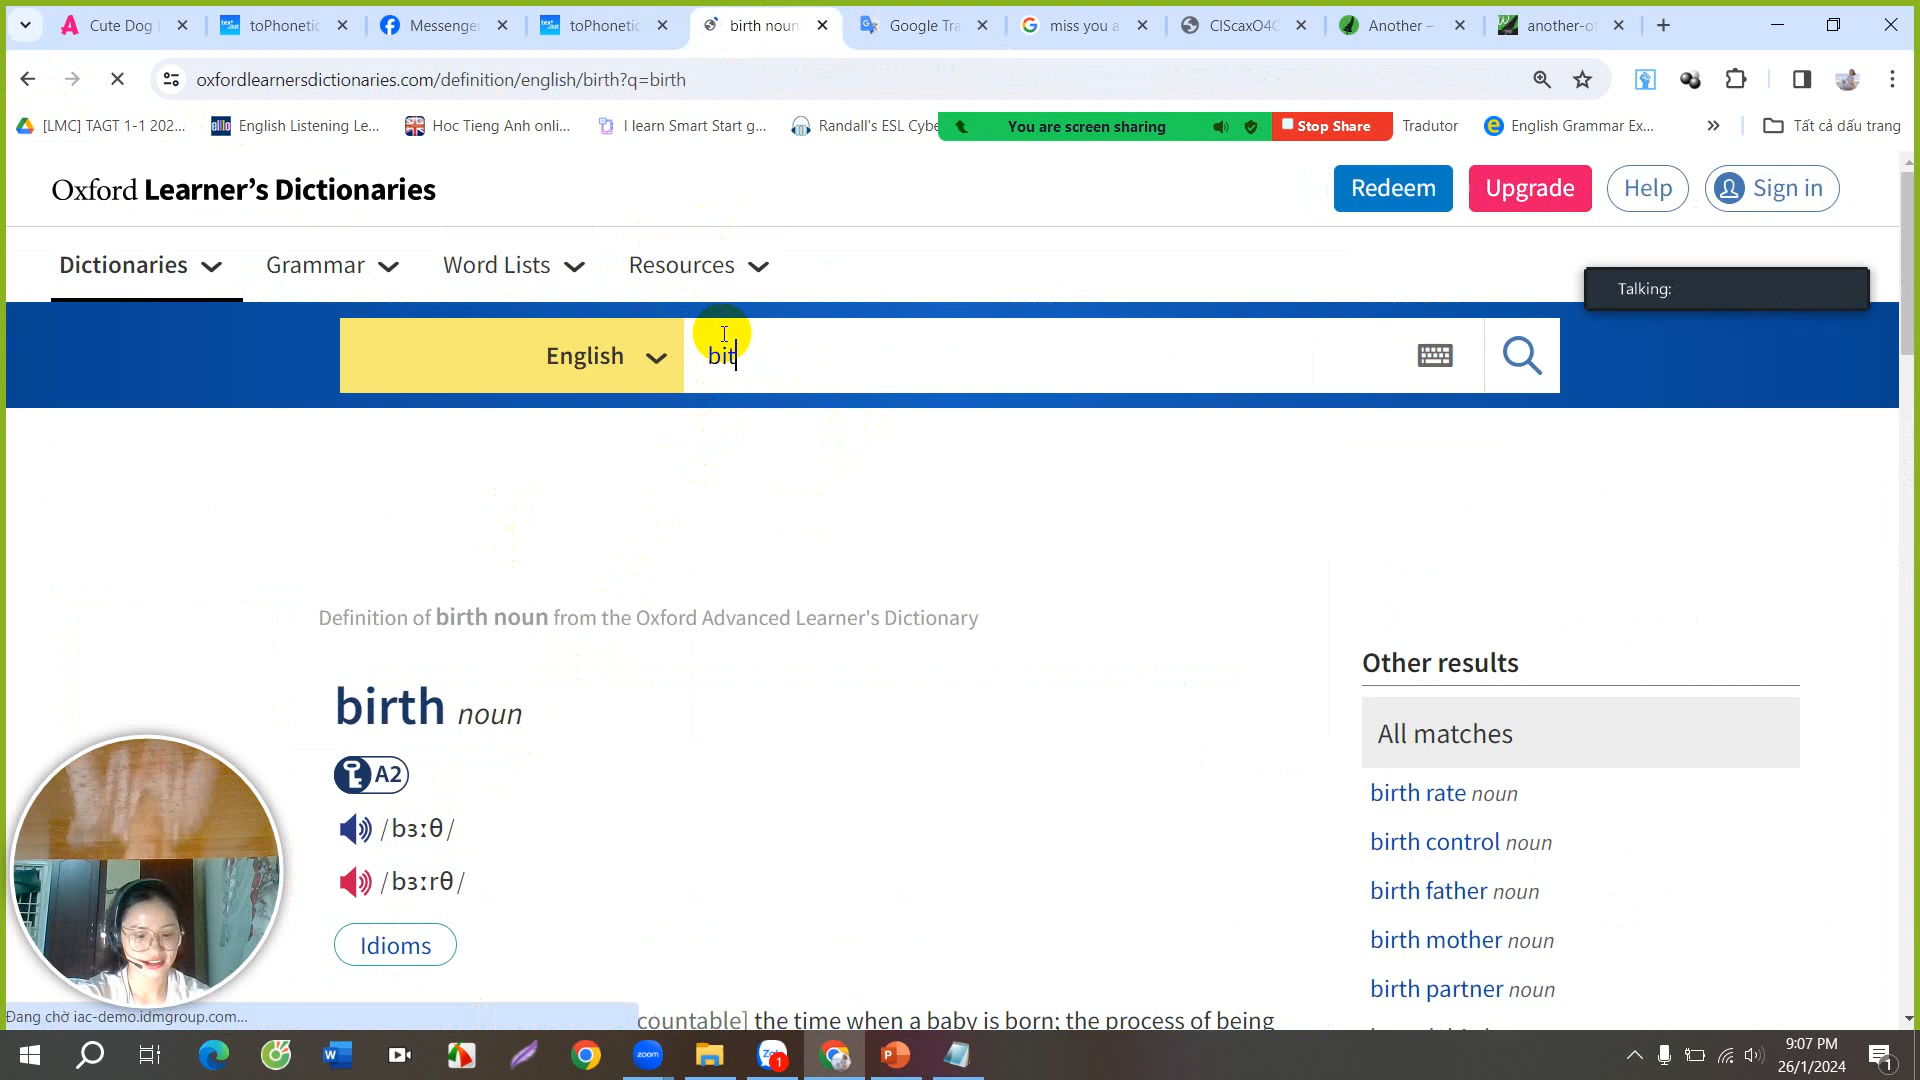 Cute Dog
toPhonetic
Messenge
toPhonetic
birth noun
Google Tra
miss you a
CIScaxO4C
Another –
another-of
oxfordlearnersdictionaries.com/definition/english/birth?q=birth
[LMC] TAGT 1-1 202...
English Listening Le...
Hoc Tieng Anh onli...
I learn Smart Start g...
Randall's ESL Cybe
You are screen sharing
Stop Share
Tradutor
English Grammar Ex...
Tất cả dấu trang
Oxford Learner's Dictionaries
Redeem
Upgrade
Help
Sign in
Dictionaries
Grammar
Word Lists
Resources
Talking:
English
bit
Definition of birth noun from the Oxford Advanced Learner's Dictionary
birth noun
A2
/bɜːθ/
/bɜːrθ/
Idioms
Other results
All matches
birth rate noun
birth control noun
birth father noun
birth mother noun
birth partner noun
Đang chờ iac-demo.idmgroup.com...
countable] the time when a baby is born; the process of being
zoom
1
9:07 PM
26/1/2024
1